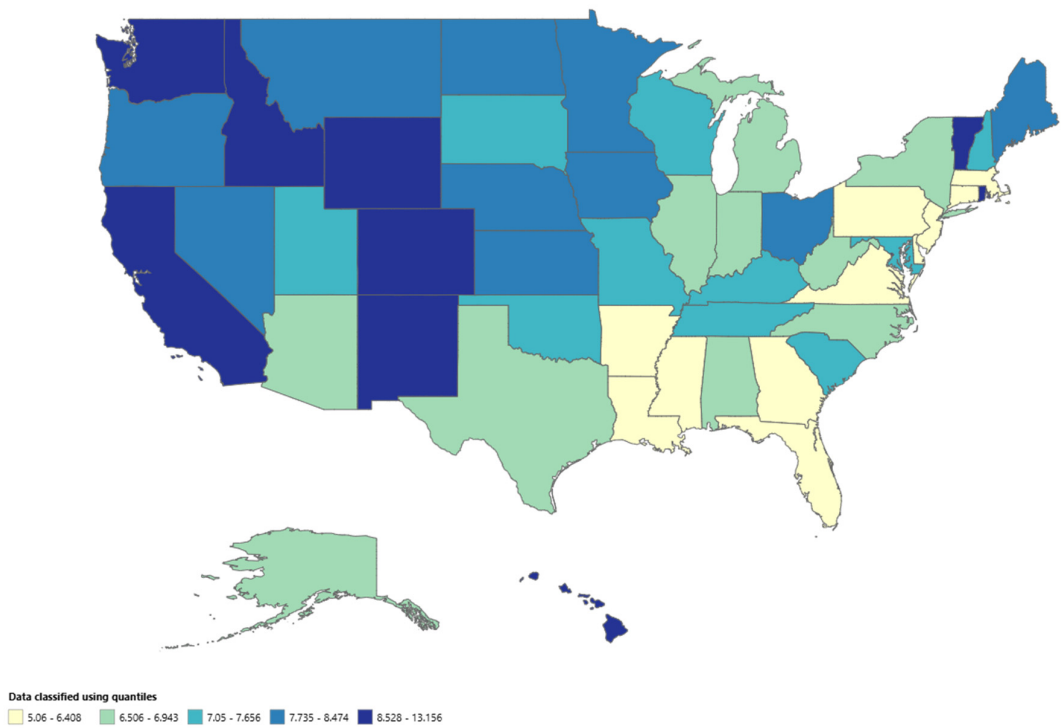 Data classified using quantiles
5.06 - 6.408 6.506 - 6.943 7.05 - 7.656 7.735 - 8.474 8.528 - 13.156